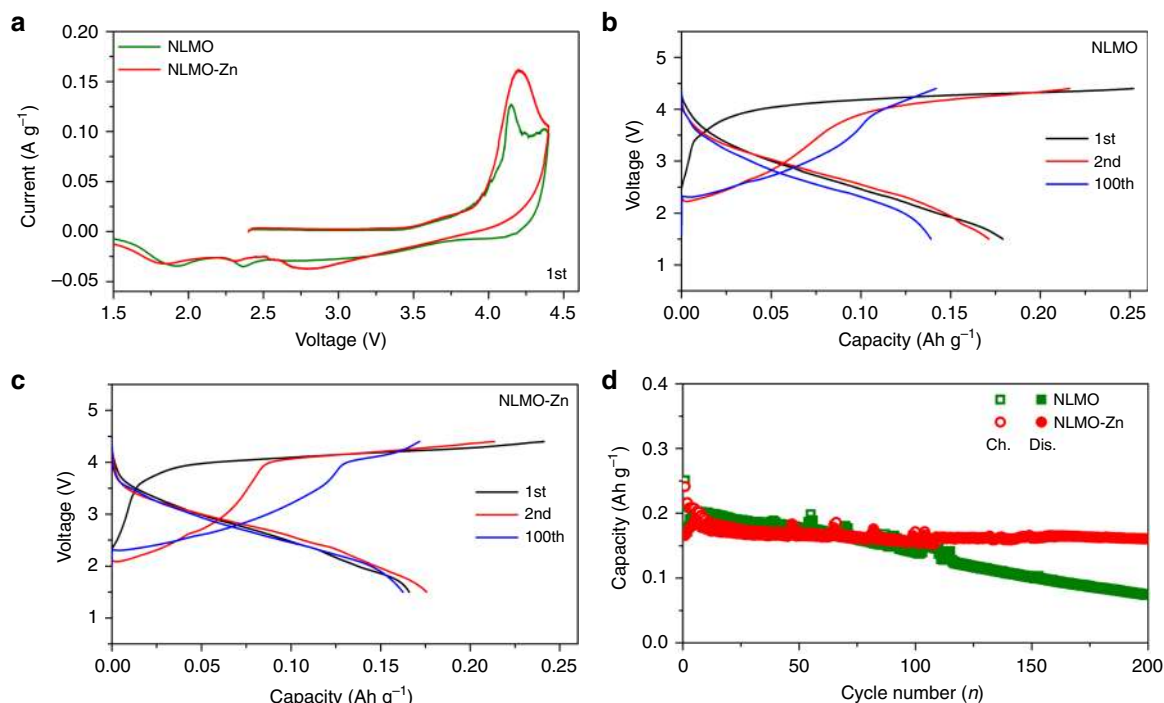 a
0.20
0.15
0.10
0.05
0.00
–0.05
Current (A g–1)
NLMO
NLMO-Zn
1st
1.5 2.0 2.5 3.0 3.5 4.0 4.5
Voltage (V)
b
5
4
3
2
1
Voltage (V)
NLMO
1st
2nd
100th
0.00 0.05 0.10 0.15 0.20 0.25
Capacity (Ah g–1)
c
5
4
3
2
1
Voltage (V)
NLMO-Zn
1st
2nd
100th
0.00 0.05 0.10 0.15 0.20 0.25
Capacity (Ah g–1)
d
0.4
0.3
0.2
0.1
0.0
Capacity (Ah g–1)
NLMO
NLMO-Zn
Ch. Dis.
0 50 100 150 200
Cycle number (n)